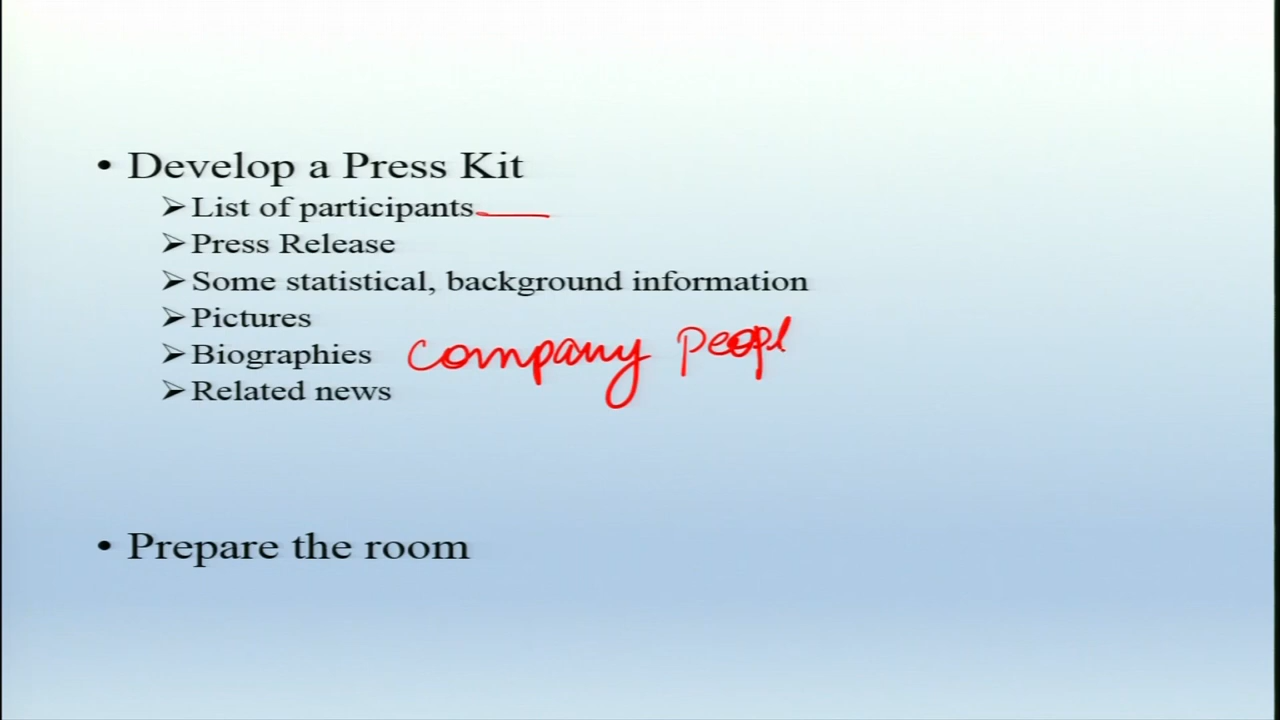 • Develop a Press Kit
➢ List of participants
➢ Press Release
➢ Some statistical, background information
➢ Pictures
➢ Biographies company peopl
➢ Related news
• Prepare the room